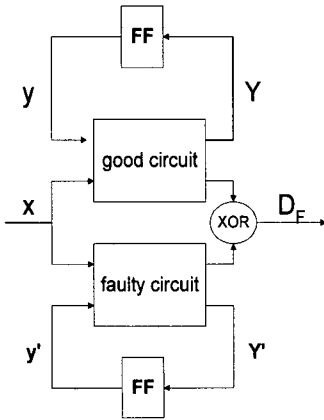 FF
y
Y
good circuit
x
XOR
D_F
faulty circuit
y'
Y'
FF